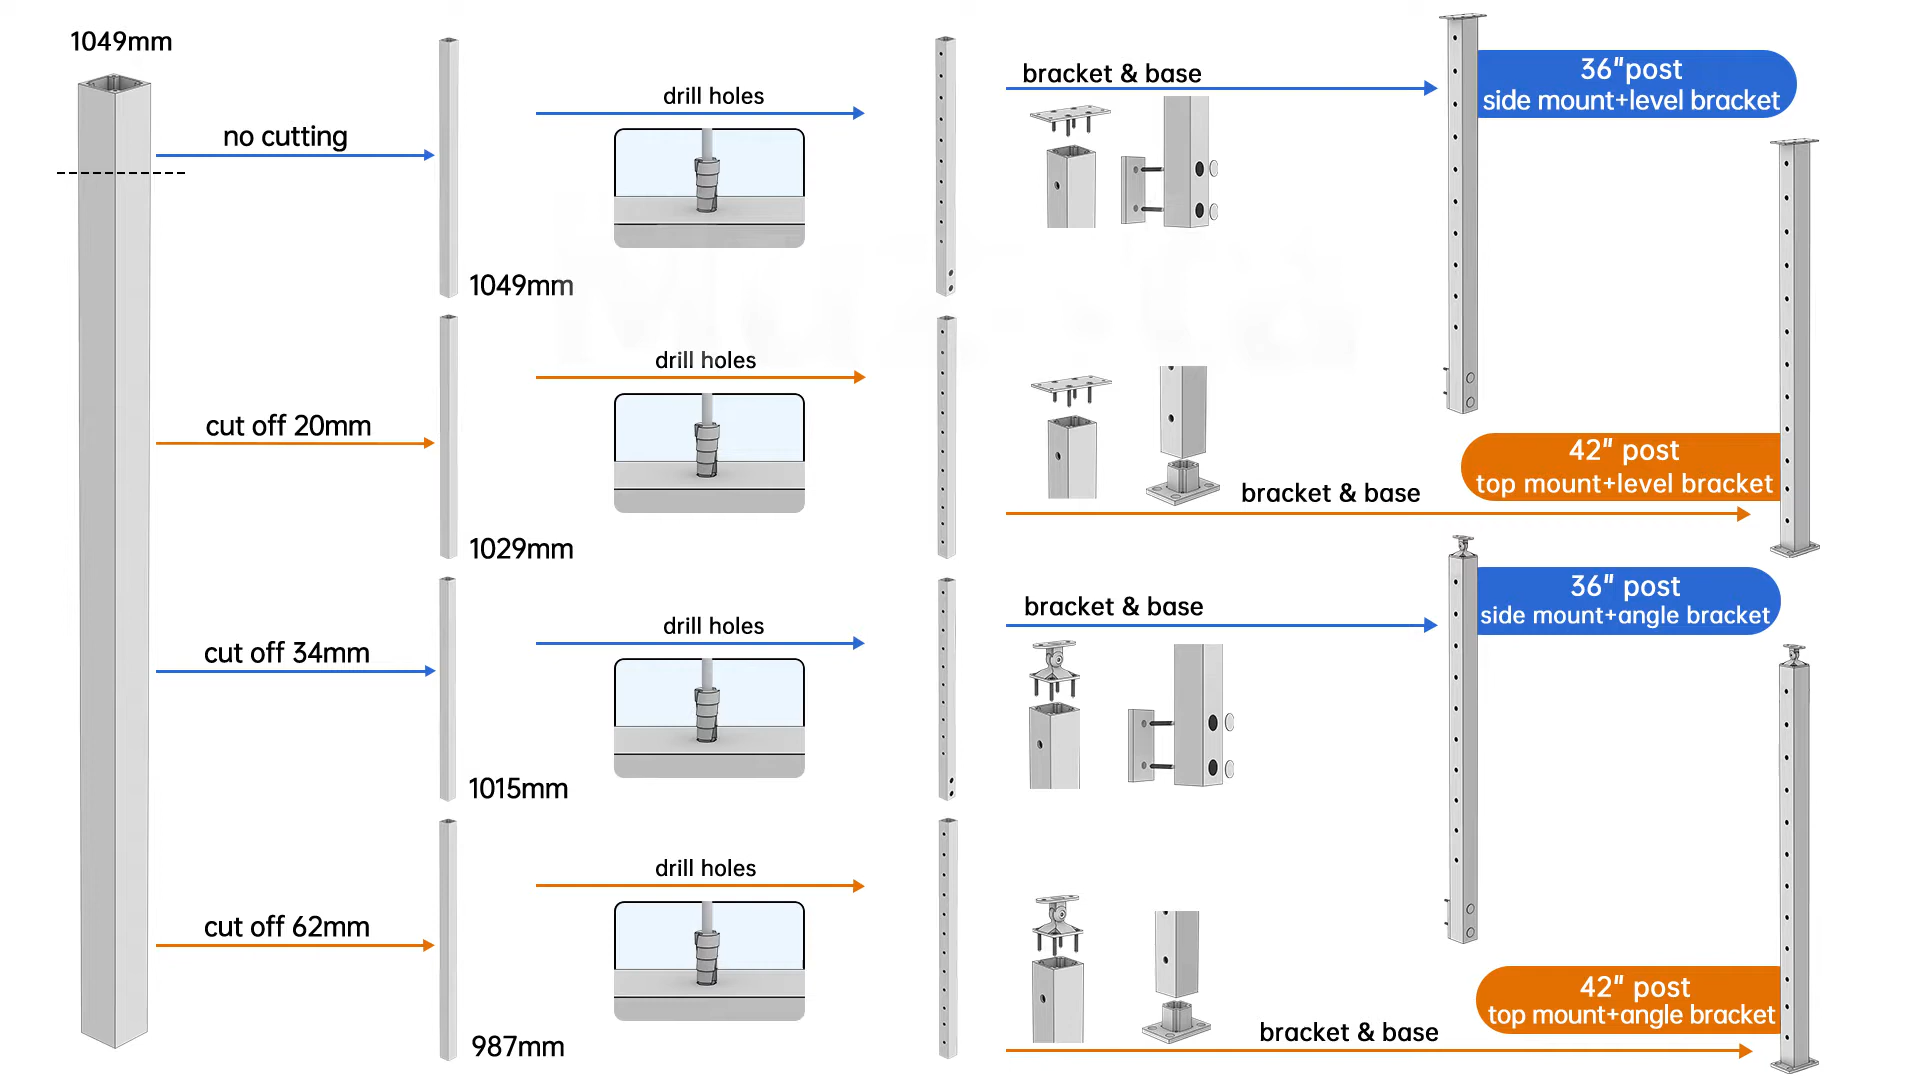 1049mm
no cutting
1049mm
drill holes
bracket & base
36"post
side mount+level bracket
cut off 20mm
1029mm
drill holes
bracket & base
42" post
top mount+level bracket
cut off 34mm
1015mm
drill holes
bracket & base
36" post
side mount+angle bracket
cut off 62mm
987mm
drill holes
bracket & base
42" post
top mount+angle bracket